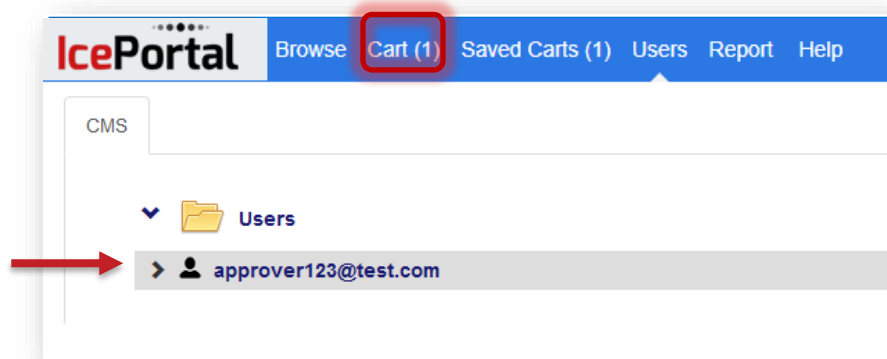 IcePortal Browse Cart (1) Saved Carts (1) Users Report Help
CMS
Users
approver123@test.com